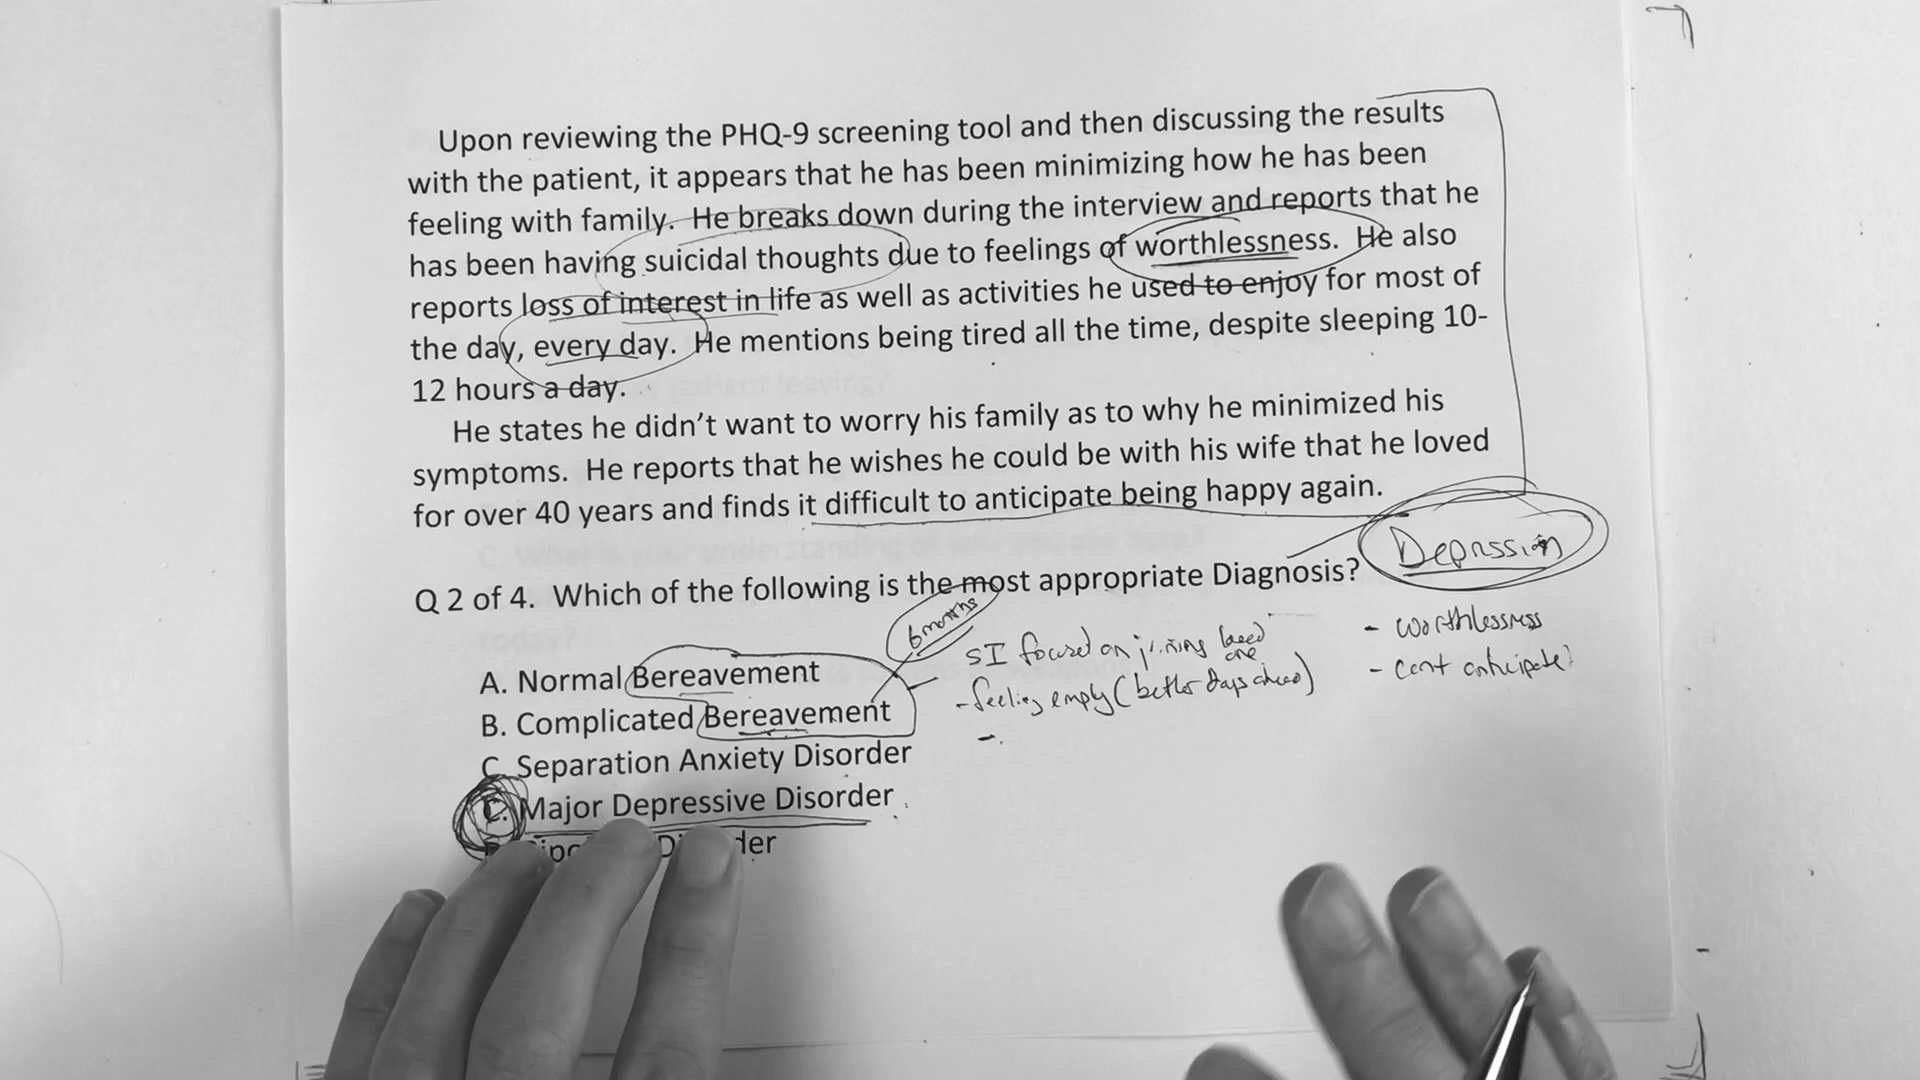 Upon reviewing the PHQ-9 screening tool and then discussing the results
with the patient, it appears that he has been minimizing how he has been
feeling with family. He breaks down during the interview and reports that he
has been having suicidal thoughts due to feelings of worthlessness. He also
reports loss of interest in life as well as activities he used to enjoy for most of
the day, every day. He mentions being tired all the time, despite sleeping 10-
12 hours a day.
He states he didn't want to worry his family as to why he minimized his
symptoms. He reports that he wishes he could be with his wife that he loved
for over 40 years and finds it difficult to anticipate being happy again.
Depression
Q 2 of 4. Which of the following is the most appropriate Diagnosis?
6 months
SI focused on joining loved one
- feeling empty (better days ahead)
-
- worthlessness
- cant anticipate
A. Normal Bereavement
B. Complicated Bereavement
C. Separation Anxiety Disorder
C. Major Depressive Disorder